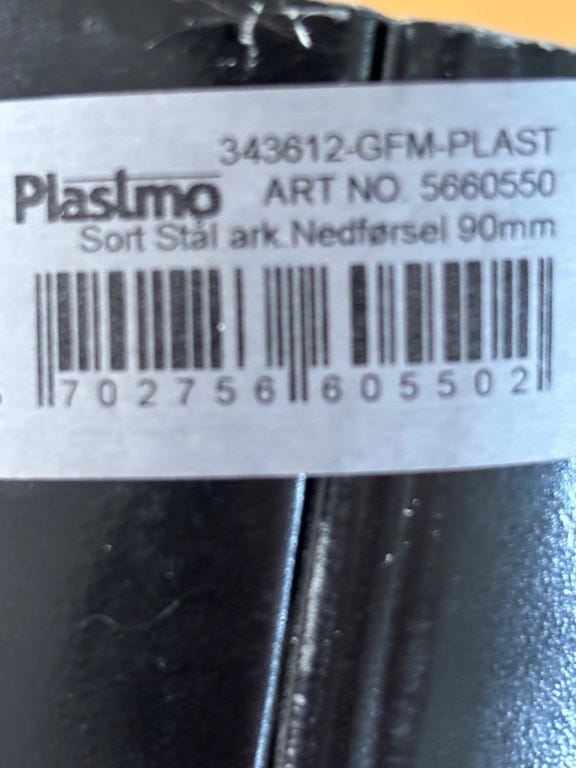 343612-GFM-PLAST
Plastmo ART NO. 5660550
Sort Stål ark.Nedførsel 90mm
702756 605502